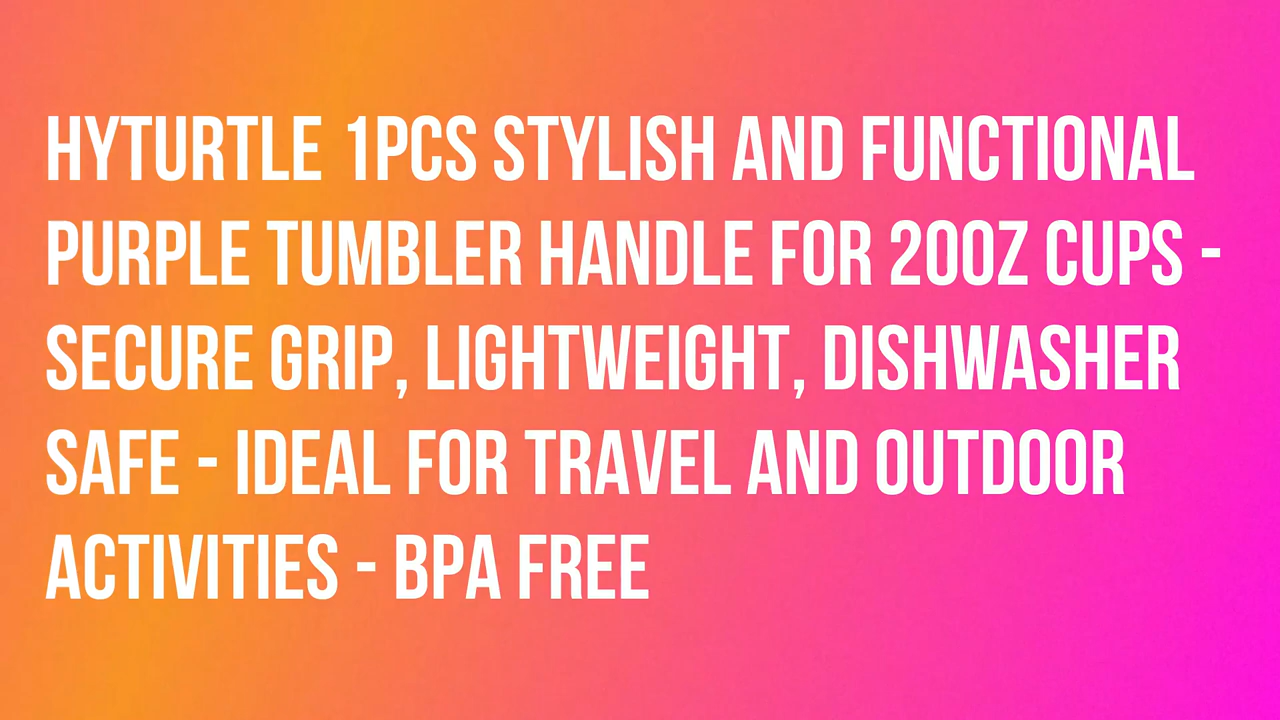 HYTURTLE 1PCS STYLISH AND FUNCTIONAL
PURPLE TUMBLER HANDLE FOR 20OZ CUPS -
SECURE GRIP, LIGHTWEIGHT, DISHWASHER
SAFE - IDEAL FOR TRAVEL AND OUTDOOR
ACTIVITIES - BPA FREE